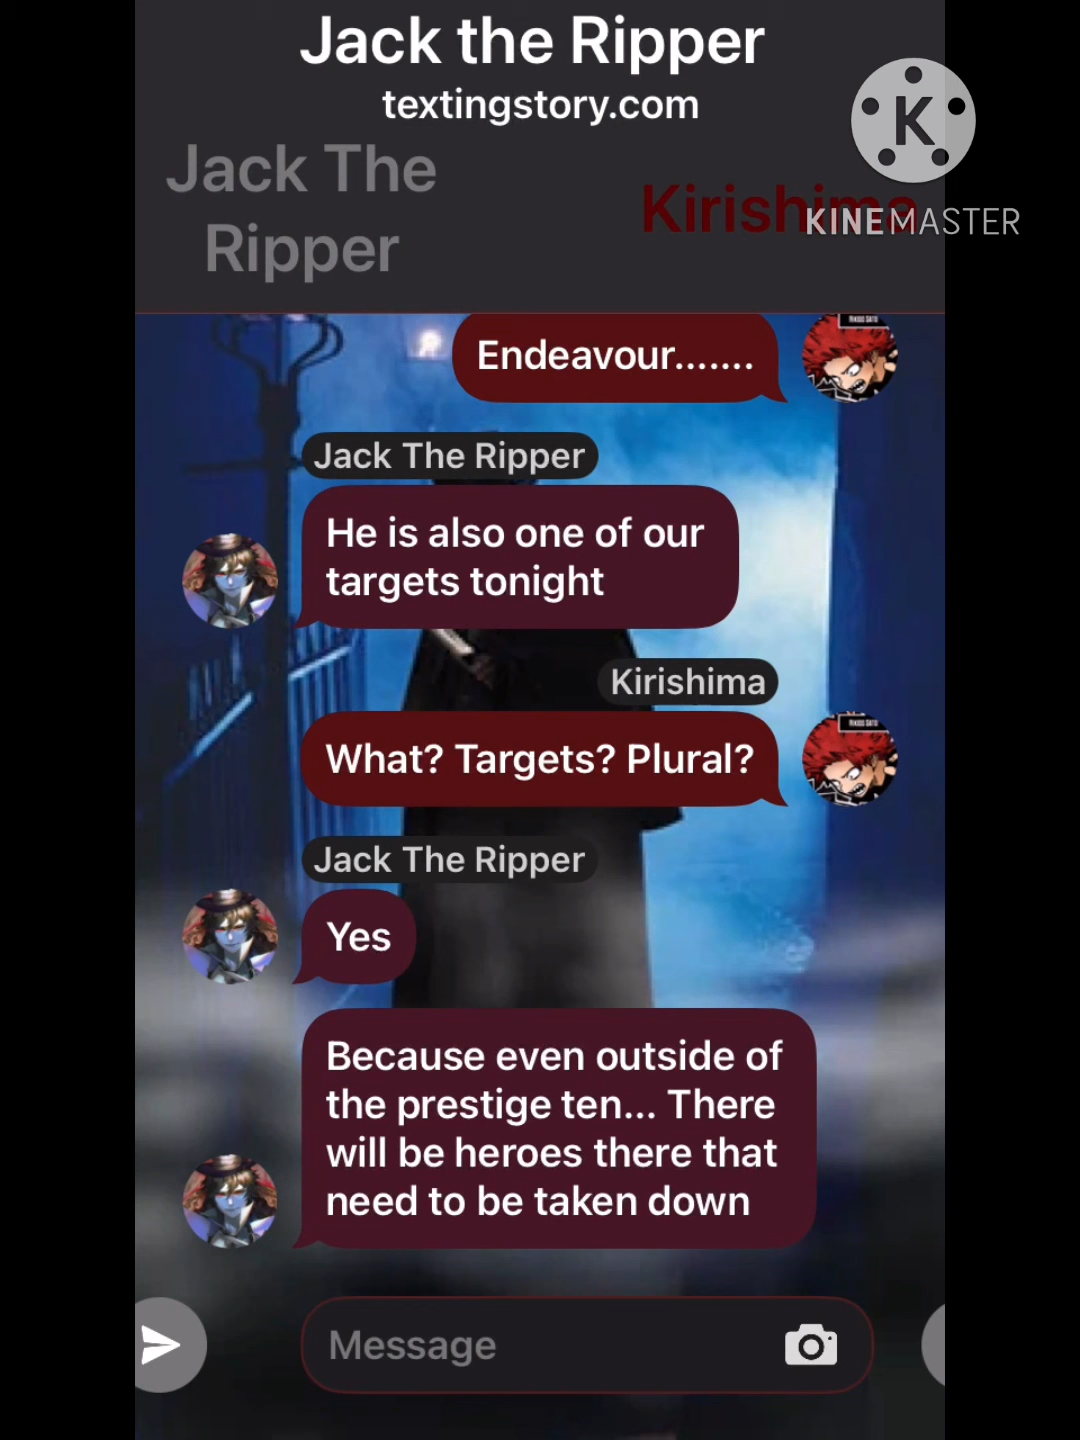 Jack the Ripper
textingstory.com
K
Jack The
Ripper
Kirishima
KINEMASTER
Endeavour.......
Jack The Ripper
He is also one of our
targets tonight
Kirishima
What? Targets? Plural?
Jack The Ripper
Yes
Because even outside of
the prestige ten... There
will be heroes there that
need to be taken down
Message